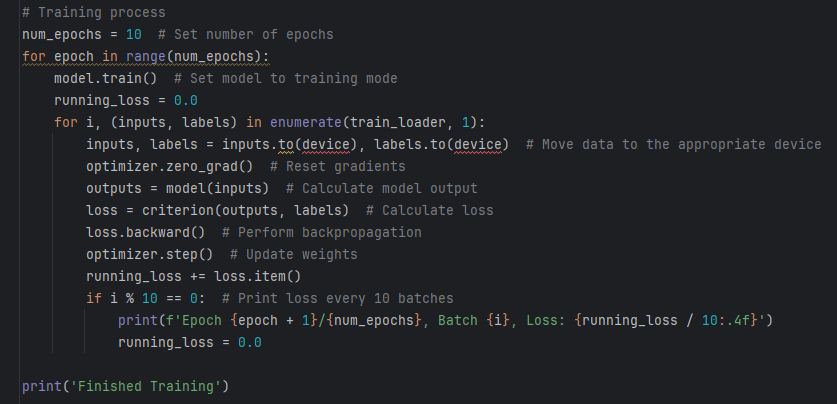 # Training process
num_epochs = 10  # Set number of epochs
for epoch in range(num_epochs):
    model.train()  # Set model to training mode
    running_loss = 0.0
    for i, (inputs, labels) in enumerate(train_loader, 1):
        inputs, labels = inputs.to(device), labels.to(device)  # Move data to the appropriate device
        optimizer.zero_grad()  # Reset gradients
        outputs = model(inputs)  # Calculate model output
        loss = criterion(outputs, labels)  # Calculate loss
        loss.backward()  # Perform backpropagation
        optimizer.step()  # Update weights
        running_loss += loss.item()
        if i % 10 == 0:  # Print loss every 10 batches
            print(f'Epoch {epoch + 1}/{num_epochs}, Batch {i}, Loss: {running_loss / 10:.4f}')
            running_loss = 0.0
print('Finished Training')